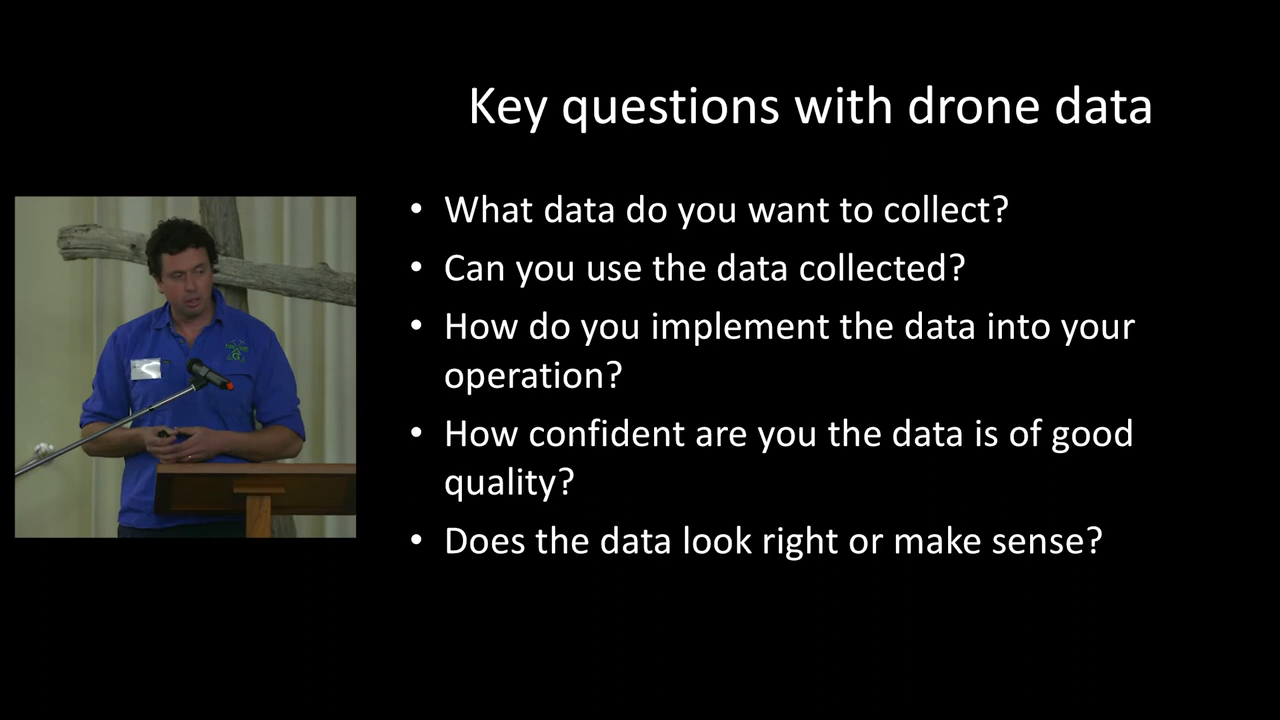 Key questions with drone data
• What data do you want to collect?
• Can you use the data collected?
• How do you implement the data into your
operation?
• How confident are you the data is of good
quality?
• Does the data look right or make sense?